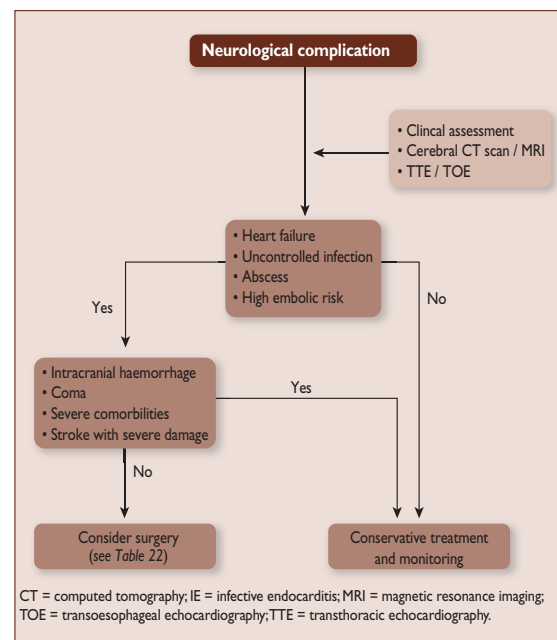 Neurological complication
• Clincal assessment
• Cerebral CT scan / MRI
• TTE / TOE
• Heart failure
• Uncontrolled infection
• Abscess
• High embolic risk
Yes
No
• Intracranial haemorrhage
• Coma
• Severe comorbilities
• Stroke with severe damage
Yes
No
Consider surgery
(see Table 22)
Conservative treatment
and monitoring
CT = computed tomography; IE = infective endocarditis; MRI = magnetic resonance imaging;
TOE = transoesophageal echocardiography; TTE = transthoracic echocardiography.